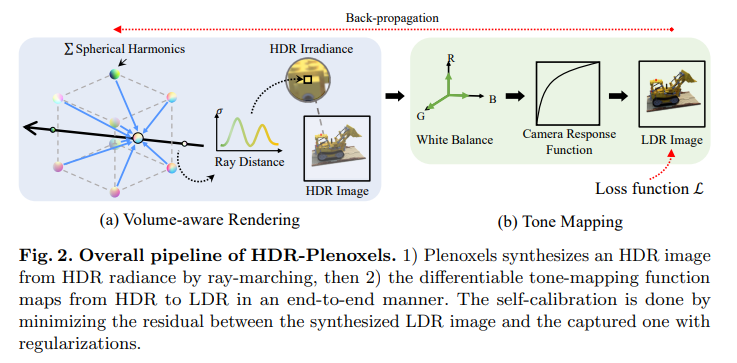 Back-propagation
∑ Spherical Harmonics
HDR Irradiance
σ
Ray Distance
HDR Image
R
B
G
White Balance
Camera Response
Function
LDR Image
Loss function ℒ
(a) Volume-aware Rendering
(b) Tone Mapping
Fig. 2. Overall pipeline of HDR-Plenoxels. 1) Plenoxels synthesizes an HDR image
from HDR radiance by ray-marching, then 2) the differentiable tone-mapping function
maps from HDR to LDR in an end-to-end manner. The self-calibration is done by
minimizing the residual between the synthesized LDR image and the captured one with
regularizations.